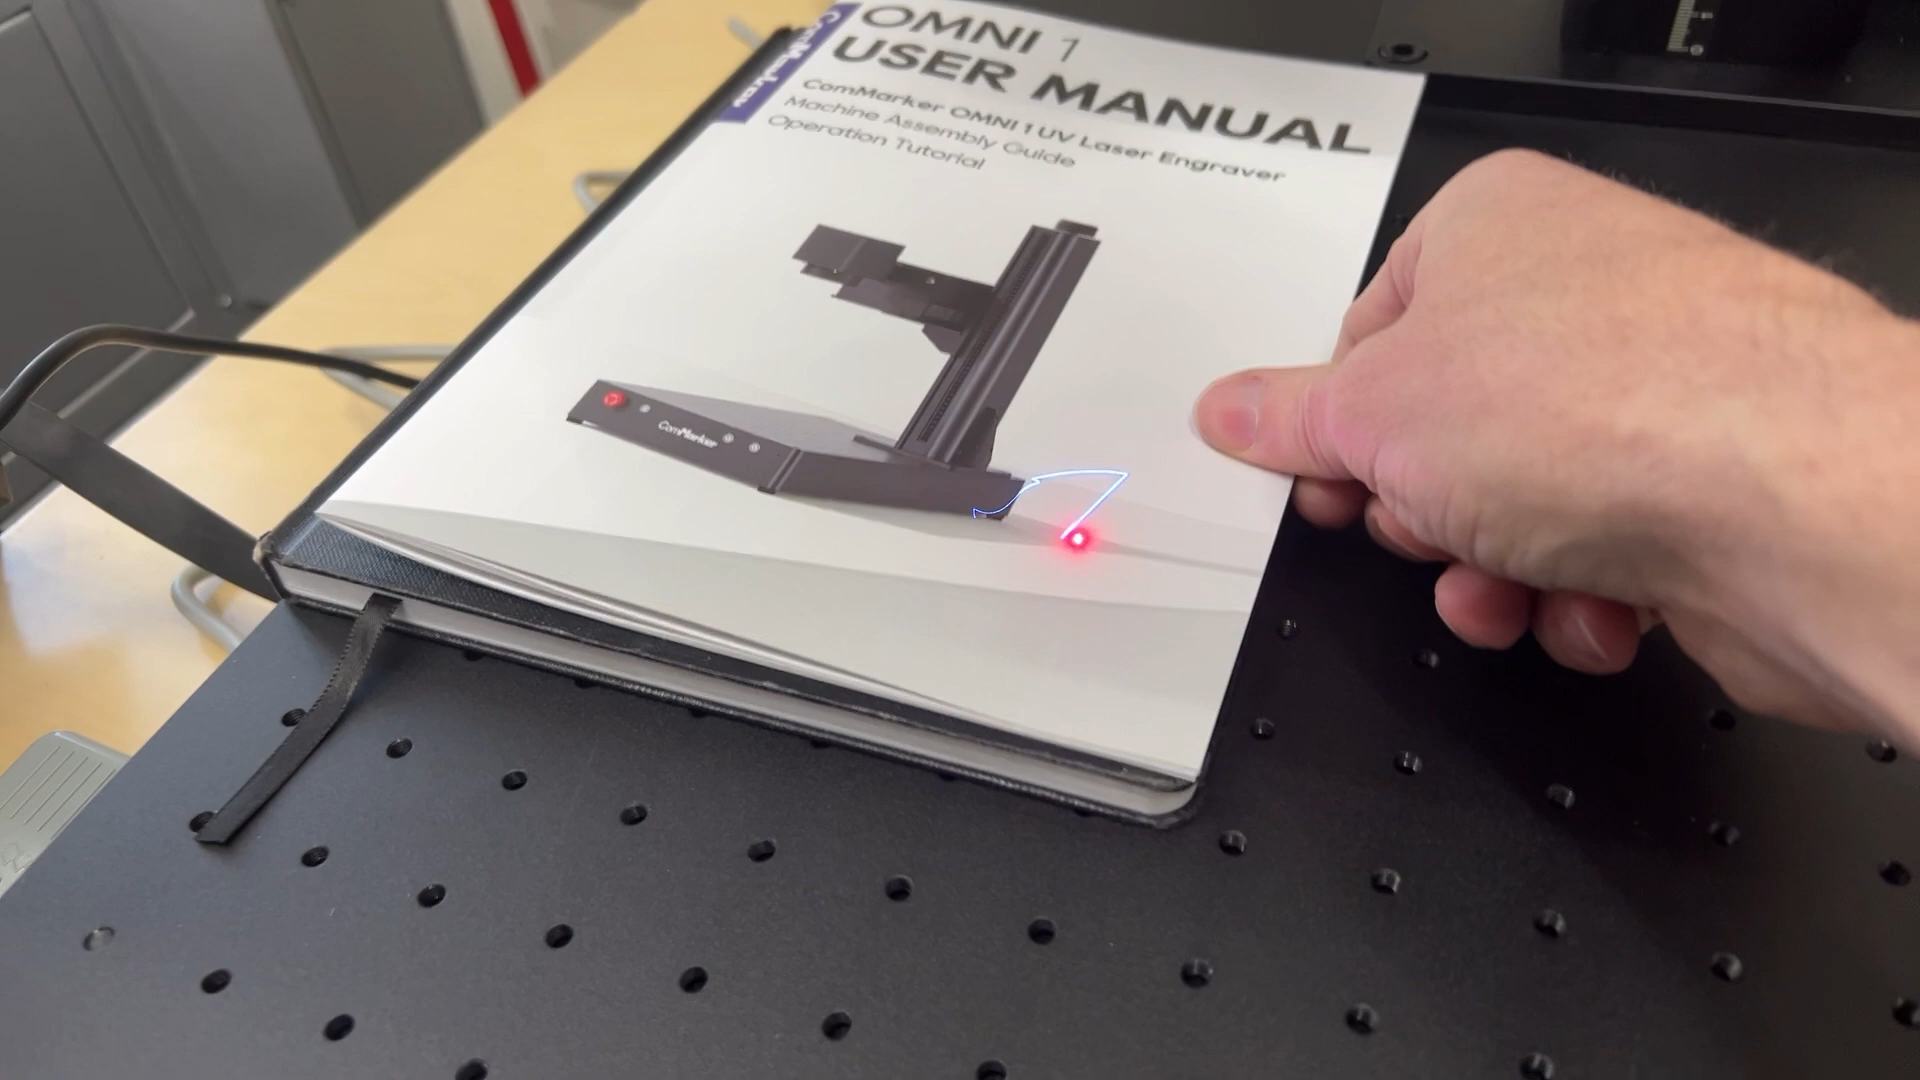 ComMarker
OMNI 1
USER MANUAL
ComMarker OMNI 1 UV Laser Engraver
Machine Assembly Guide
Operation Tutorial
ComMarker